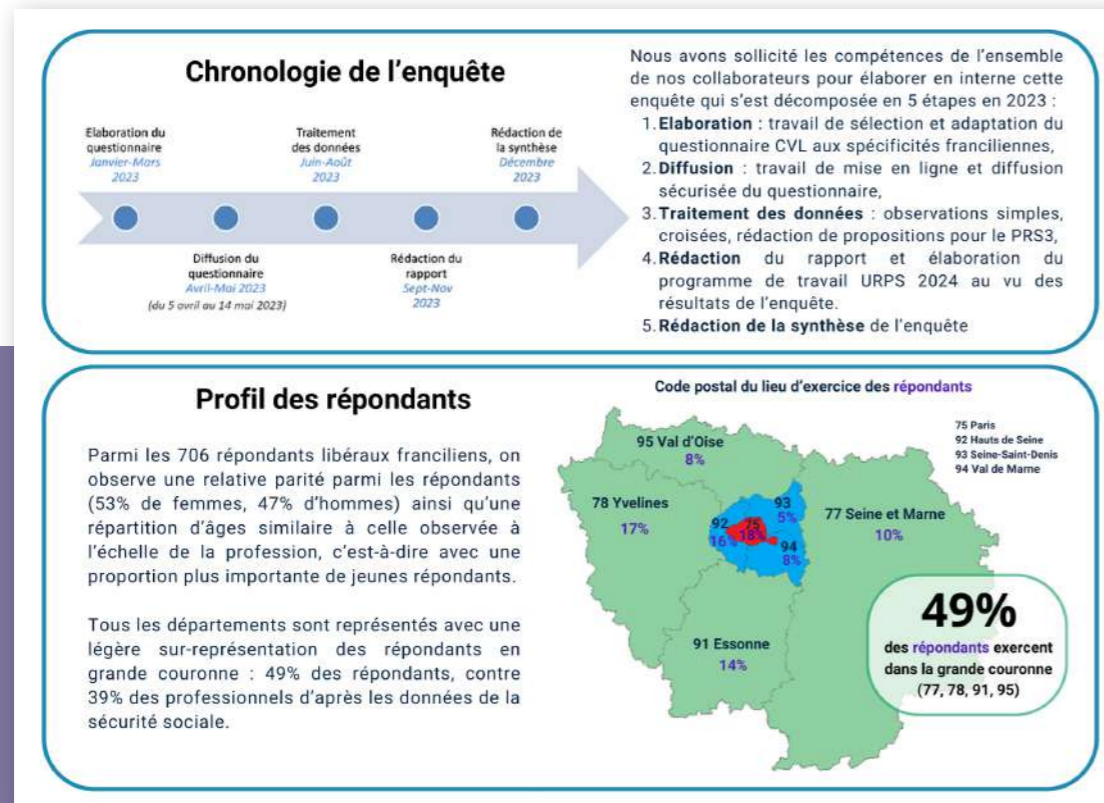 Chronologie de l'enquête
Elaboration du
questionnaire
Janvier-Mars
2023
Traitement
des données
Juin-Août
2023
Rédaction de
la synthèse
Décembre
2023
Diffusion du
questionnaire
Avril-Mai 2023
(du 5 avril au 14 mai 2023)
Rédaction du
rapport
Sept-Nov
2023
Nous avons sollicité les compétences de l'ensemble
de nos collaborateurs pour élaborer en interne cette
enquête qui s'est décomposée en 5 étapes en 2023 :
1. Elaboration : travail de sélection et adaptation du
questionnaire CVL aux spécificités franciliennes,
2. Diffusion : travail de mise en ligne et diffusion
sécurisée du questionnaire,
3. Traitement des données : observations simples,
croisées, rédaction de propositions pour le PRS3,
4. Rédaction du rapport et élaboration du
programme de travail URPS 2024 au vu des
résultats de l'enquête.
5. Rédaction de la synthèse de l'enquête
Profil des répondants
Parmi les 706 répondants libéraux franciliens, on
observe une relative parité parmi les répondants
(53% de femmes, 47% d'hommes) ainsi qu'une
répartition d'âges similaire à celle observée à
l'échelle de la profession, c'est-à-dire avec une
proportion plus importante de jeunes répondants.
Tous les départements sont représentés avec une
légère sur-représentation des répondants en
grande couronne : 49% des répondants, contre
39% des professionnels d'après les données de la
sécurité sociale.
Code postal du lieu d'exercice des répondants
75 Paris
92 Hauts de Seine
93 Seine-Saint-Denis
94 Val de Marne
95 Val d'Oise
8%
78 Yvelines
17%
93
5%
92
16%
75
18%
94
8%
77 Seine et Marne
10%
91 Essonne
14%
49%
des répondants exercent
dans la grande couronne
(77, 78, 91, 95)